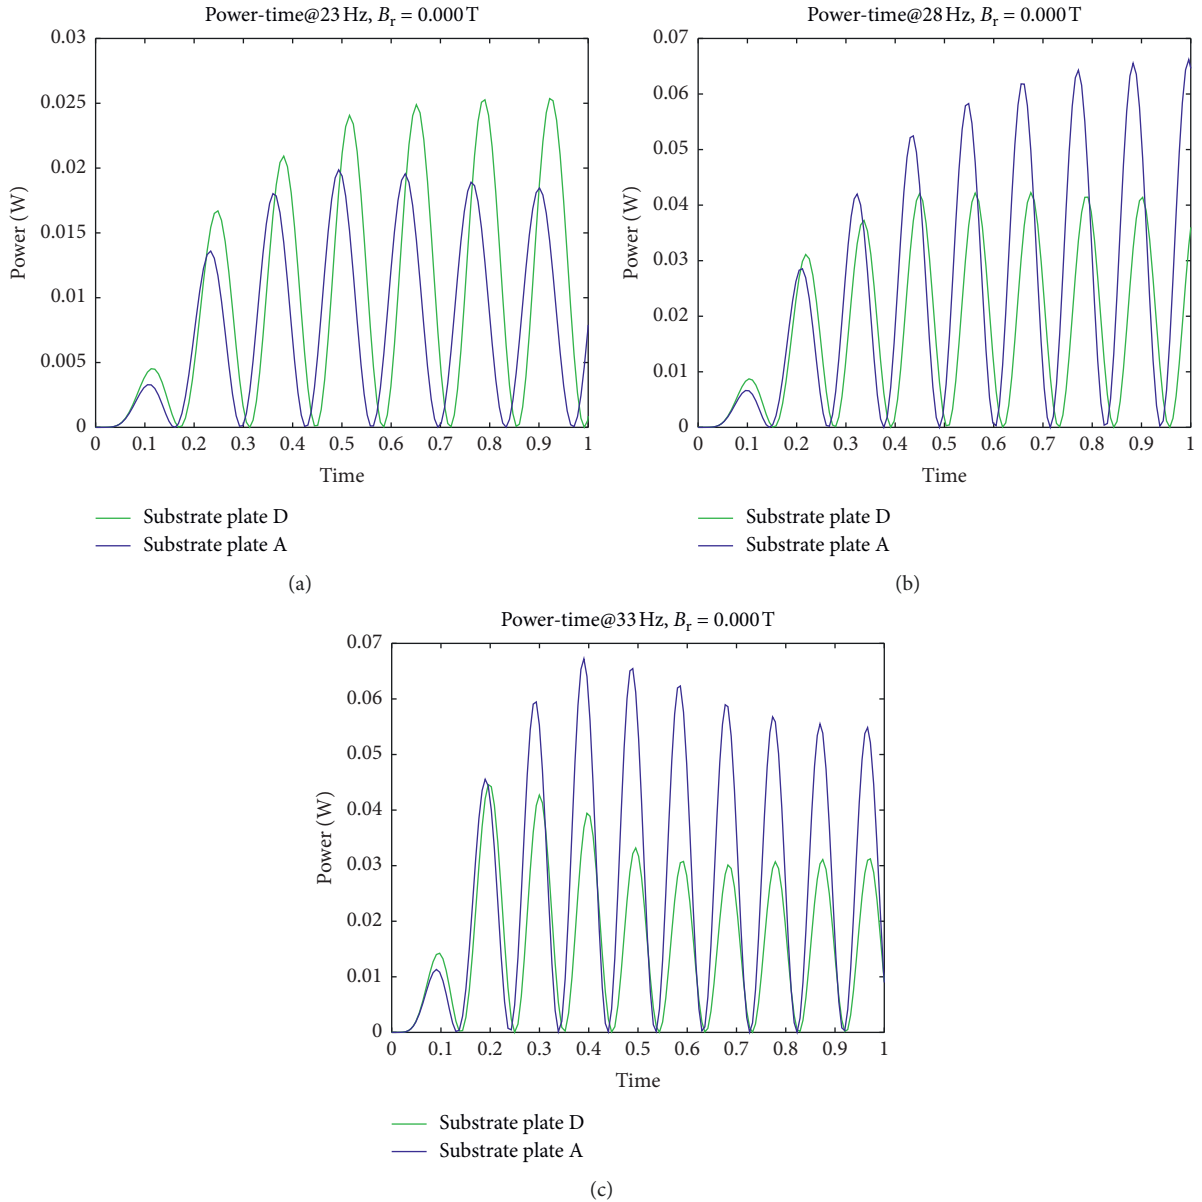 Power-time@23 Hz, Br = 0.000 T
0.03
0.025
0.02
0.015
0.01
0.005
0
Power (W)
0 0.1 0.2 0.3 0.4 0.5 0.6 0.7 0.8 0.9 1
Time
Substrate plate D
Substrate plate A
(a)
Power-time@28 Hz, Br = 0.000 T
0.07
0.06
0.05
0.04
0.03
0.02
0.01
0
Power (W)
0 0.1 0.2 0.3 0.4 0.5 0.6 0.7 0.8 0.9 1
Time
Substrate plate D
Substrate plate A
(b)
Power-time@33 Hz, Br = 0.000 T
0.07
0.06
0.05
0.04
0.03
0.02
0.01
0
Power (W)
0 0.1 0.2 0.3 0.4 0.5 0.6 0.7 0.8 0.9 1
Time
Substrate plate D
Substrate plate A
(c)